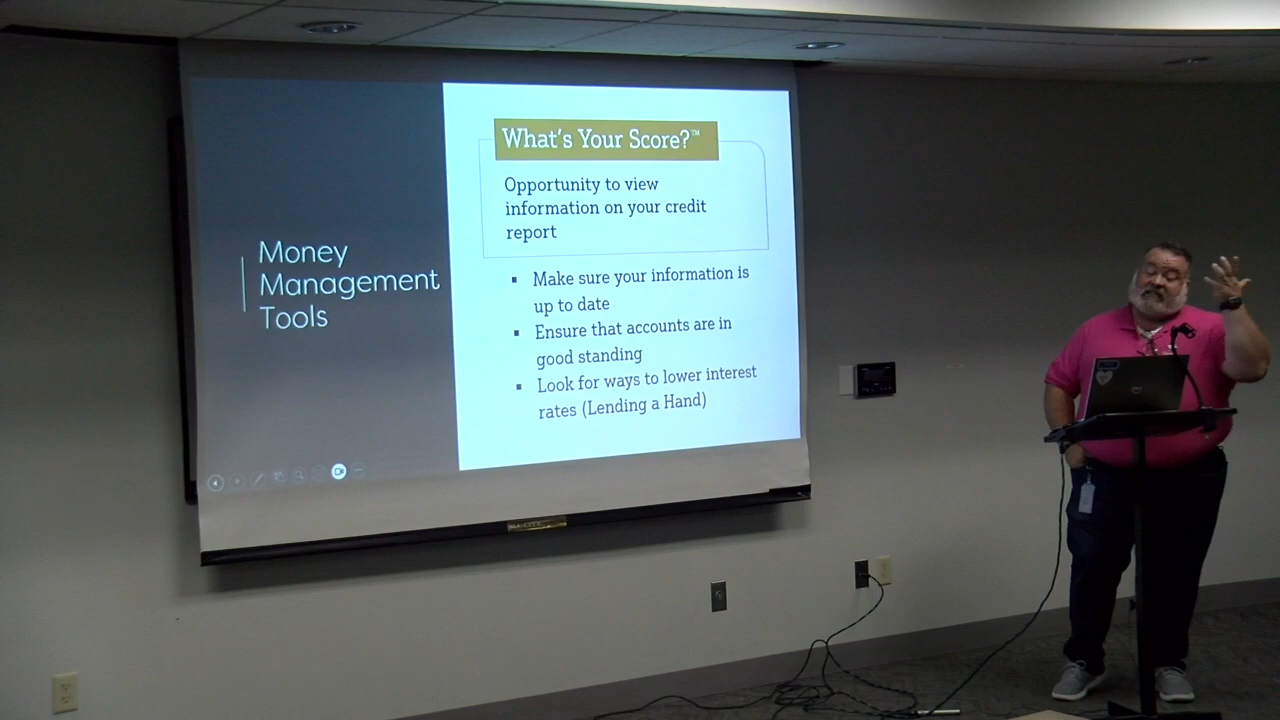 Money
Management
Tools
What's Your Score?™
Opportunity to view
information on your credit
report
▪ Make sure your information is
up to date
▪ Ensure that accounts are in
good standing
▪ Look for ways to lower interest
rates (Lending a Hand)